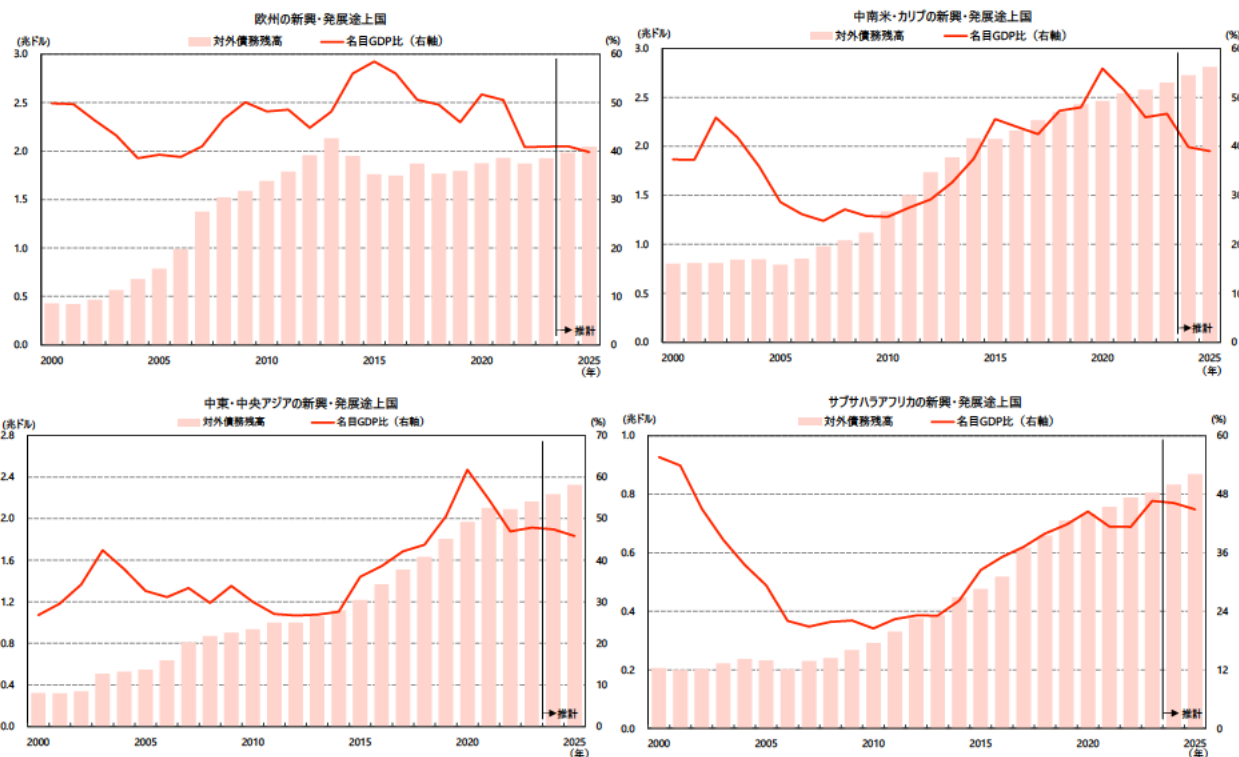 欧州の新興・発展途上国
(兆ドル) 対外債務残高 名目GDP比（右軸） (%)
3.0 60
2.5 50
2.0 40
1.5 30
1.0 20
0.5 10
→推計
0.0 0
2000 2005 2010 2015 2020 2025
(年)
中南米・カリブの新興・発展途上国
(兆ドル) 対外債務残高 名目GDP比（右軸） (%)
3.0 60
2.5 50
2.0 40
1.5 30
1.0 20
0.5 10
→推計
0.0 0
2000 2005 2010 2015 2020 2025
(年)
中東・中央アジアの新興・発展途上国
(兆ドル) 対外債務残高 名目GDP比（右軸） (%)
2.8 70
2.4 60
2.0 50
1.6 40
1.2 30
0.8 20
0.4 10
→推計
0.0 0
2000 2005 2010 2015 2020 2025
(年)
サブサハラアフリカの新興・発展途上国
(兆ドル) 対外債務残高 名目GDP比（右軸） (%)
1.0 60
0.8 48
0.6 36
0.4 24
0.2 12
→推計
0.0 0
2000 2005 2010 2015 2020 2025
(年)